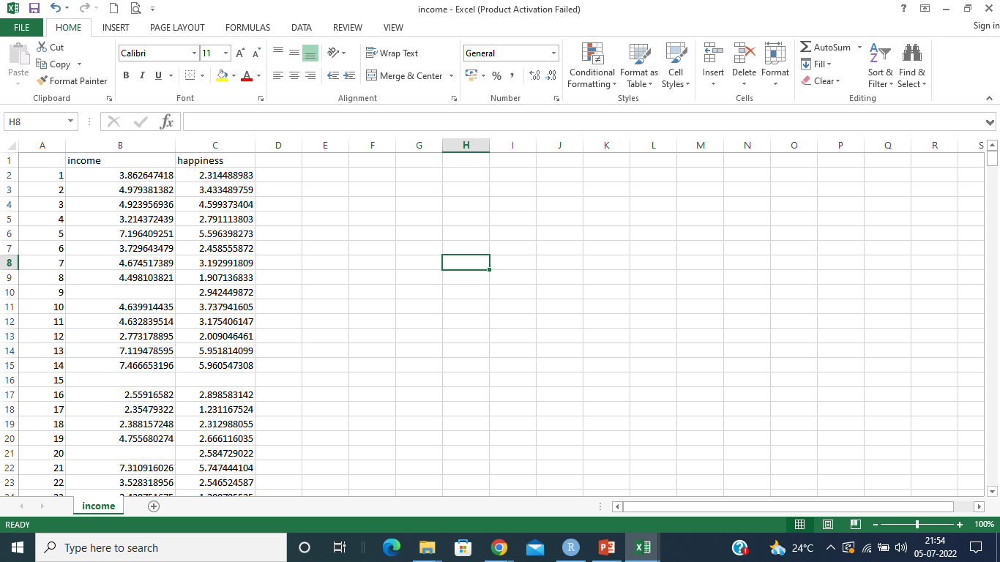 income - Excel (Product Activation Failed)
FILE HOME INSERT PAGE LAYOUT FORMULAS DATA REVIEW VIEW Sign in
Paste Cut Copy Format Painter Clipboard
Calibri 11 B I U A A A Font
Wrap Text Merge & Center Alignment
General % , .0 .00 .00 .0 Number
Conditional Formatting Format as Table Cell Styles Styles
Insert Delete Format Cells
AutoSum Fill Clear Sort & Filter Find & Select Editing
H8 fx
A B C D E F G H I J K L M N O P Q R S
1 income happiness
2 1 3.862647418 2.314488983
3 2 4.979381382 3.433489759
4 3 4.923956936 4.599373404
5 4 3.214372439 2.791113803
6 5 7.196409251 5.596398273
7 6 3.729643479 2.458555872
8 7 4.674517389 3.192991809
9 8 4.498103821 1.907136833
10 9 2.942449872
11 10 4.639914435 3.737941605
12 11 4.632839514 3.175406147
13 12 2.773178895 2.009046461
14 13 7.119478595 5.951814099
15 14 7.466653196 5.960547308
16 15
17 16 2.55916582 2.898583142
18 17 2.35479322 1.231167524
19 18 2.388157248 2.312988055
20 19 4.755680274 2.666116035
21 20 2.584729022
22 21 7.310916026 5.747444104
23 22 3.528318956 2.546524587
income
READY 100%
Type here to search 24°C 21:54
05-07-2022